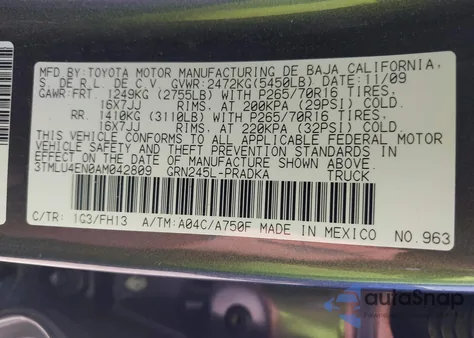 MFD.BY:TOYOTA MOTOR MANUFACTURING DE BAJA CALIFORNIA,
S. DE R.L. DE C.V. GVWR:2472KG(5450LB) DATE:11/09
GAWR:FRT. 1249KG (2755LB) WITH P265/70R16 TIRES,
16X7JJ RIMS, AT 200KPA (29PSI) COLD.
RR. 1410KG (3110LB) WITH P265/70R16 TIRES,
16X7JJ RIMS, AT 220KPA (32PSI) COLD.
THIS VEHICLE CONFORMS TO ALL APPLICABLE FEDERAL MOTOR
VEHICLE SAFETY, BUMPER AND THEFT PREVENTION STANDARDS
IN EFFECT ON THE DATE OF MANUFACTURE SHOWN ABOVE.
3TMLU4EN0AM042809 GRN245L-PRADKA TRUCK
C/TR: 1G3/FH13 A/TM:A04C/A750F MADE IN MEXICO NO.963
autoSnap